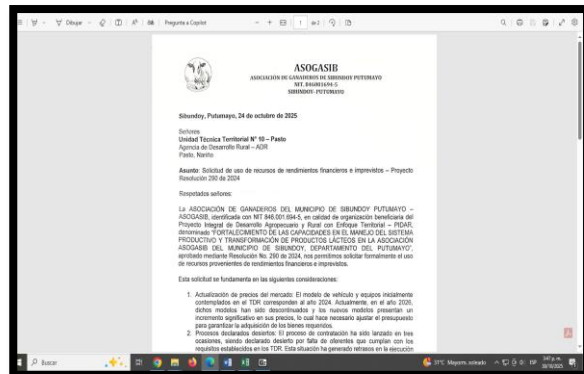 Dibujar
Pregunte a Copilot
1
de 2
ASOGASIB
ASOCIACIÓN DE GANADEROS DE SIBUNDOY PUTUMAYO
NIT. 846001694-5
SIBUNDOY- PUTUMAYO
Sibundoy, Putumayo, 24 de octubre de 2025
Señores
Unidad Técnica Territorial N° 10 – Pasto
Agencia de Desarrollo Rural – ADR
Pasto, Nariño
Asunto: Solicitud de uso de recursos de rendimientos financieros e imprevistos – Proyecto
Resolución 290 de 2024
Respetados señores:
La ASOCIACIÓN DE GANADEROS DEL MUNICIPIO DE SIBUNDOY PUTUMAYO –
ASOGASIB, identificada con NIT 846.001.694-5, en calidad de organización beneficiaria del
Proyecto Integral de Desarrollo Agropecuario y Rural con Enfoque Territorial – PIDAR,
denominado "FORTALECIMIENTO DE LAS CAPACIDADES EN EL MANEJO DEL SISTEMA
PRODUCTIVO Y TRANSFORMACIÓN DE PRODUCTOS LÁCTEOS EN LA ASOCIACIÓN
ASOGASIB DEL MUNICIPIO DE SIBUNDOY, DEPARTAMENTO DEL PUTUMAYO",
aprobado mediante Resolución No. 290 de 2024, nos permitimos solicitar formalmente el uso
de recursos provenientes de rendimientos financieros e imprevistos.
Esta solicitud se fundamenta en las siguientes consideraciones:
1. Actualización de precios del mercado: El modelo de vehículo y equipos inicialmente
contemplados en el TDR corresponden al año 2024. Actualmente, en el año 2026,
dichos modelos han sido descontinuados y los nuevos modelos presentan un
incremento significativo en sus precios, lo cual hace necesario ajustar el presupuesto
para garantizar la adquisición de los bienes requeridos.
2. Procesos declarados desiertos: El proceso de contratación ha sido lanzado en tres
ocasiones, siendo declarado desierto por falta de oferentes que cumplan con los
requisitos establecidos en los TDR. Esta situación ha generado retrasos en la ejecución
Buscar
31°C Mayorm. soleado
ESP
3:47 p. m.
30/10/2025